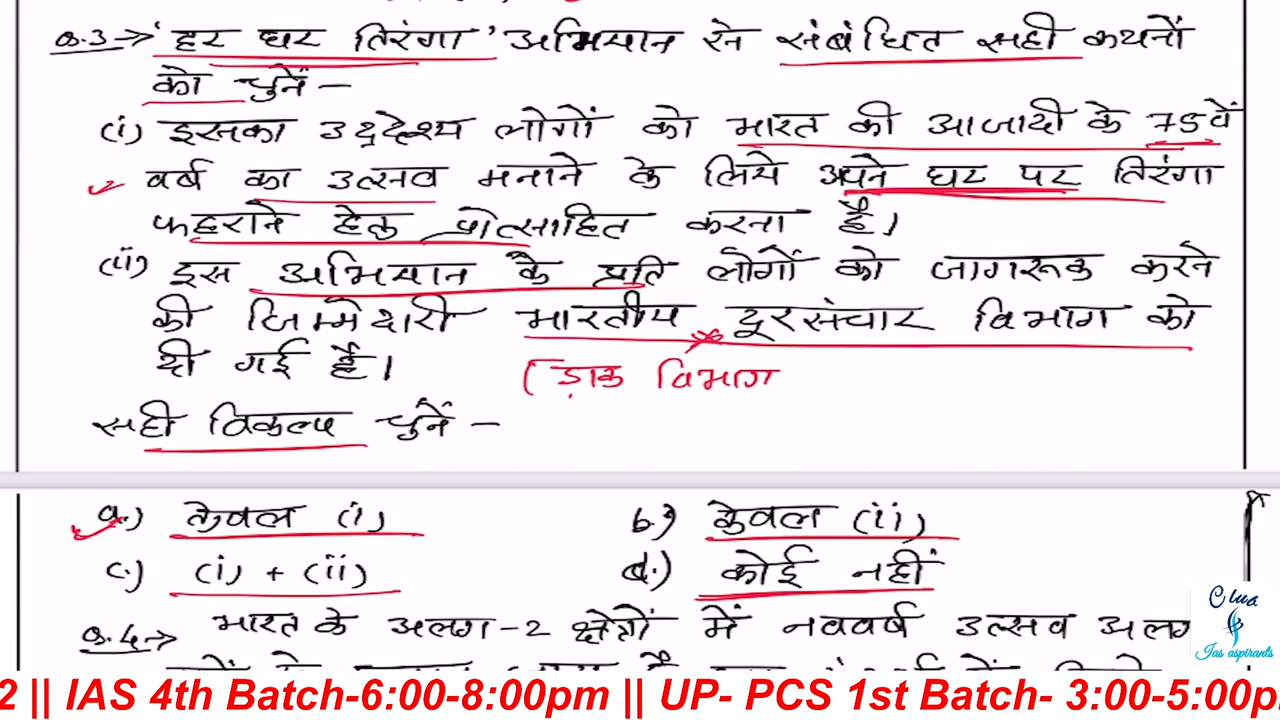 Q.3→ 'हर घर तिरंगा' अभियान से संबंधित सही कथनों
को चुनें –
(i) इसका उद्देश्य लोगों को भारत की आजादी के 75वें
वर्ष का उत्सव मनाने के लिये अपने घर पर तिरंगा
फहराने हेतु प्रोत्साहित करना है।
(ii) इस अभियान के प्रति लोगों को जागरूक करने
की जिम्मेदारी भारतीय दूरसंचार विभाग को
दी गई है।
(डाक विभाग
सही विकल्प चुनें –
a.) केवल (i)
b.) केवल (ii)
c.) (i) + (ii)
d.) कोई नहीं
Q.4→ भारत के अलग-2 क्षेत्रों में नववर्ष उत्सव अलग
Ias aspirants
2 || IAS 4th Batch-6:00-8:00pm || UP- PCS 1st Batch- 3:00-5:00p